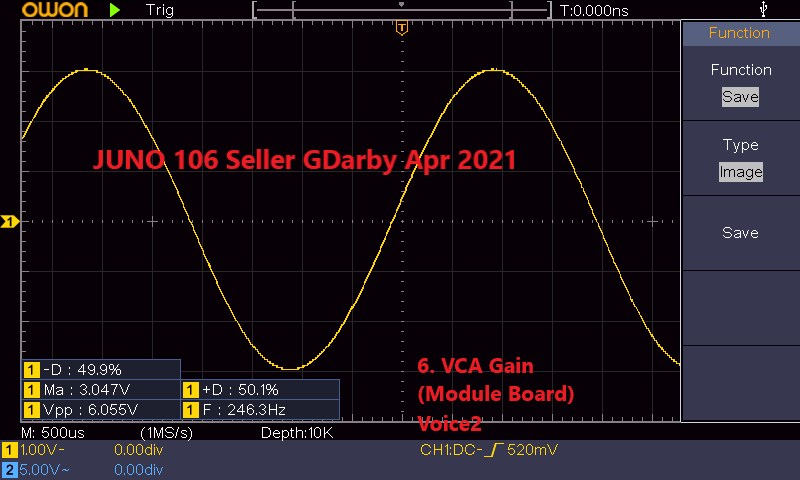 owon Trig T:0.000ns
Function
Function
Save
T
JUNO 106 Seller GDarby Apr 2021
Type
Image
1
Save
1 -D : 49.9%
1 Ma : 3.047V 1 +D : 50.1%
1 Vpp : 6.055V 1 F : 246.3Hz
6. VCA Gain
(Module Board)
Voice2
M: 500us (1MS/s) Depth:10K
1 1.00V- 0.00div CH1:DC- 520mV
2 5.00V~ 0.00div